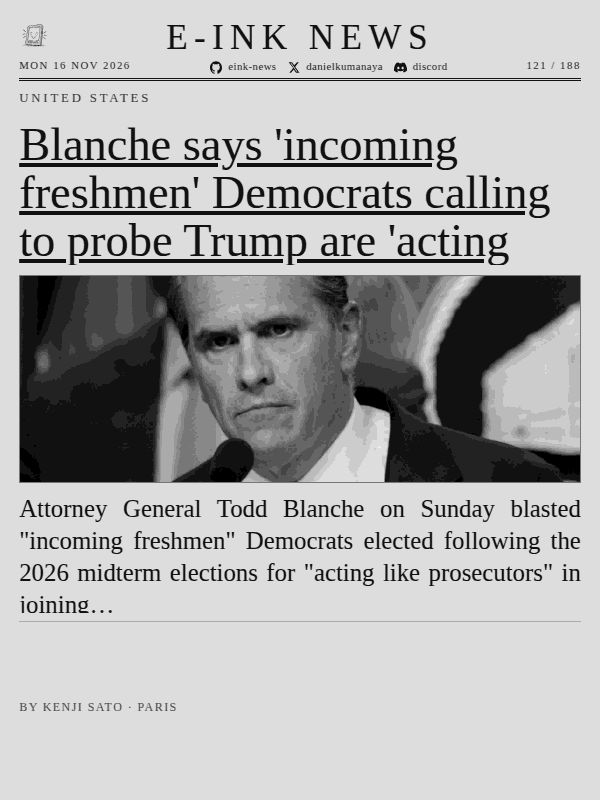 E-INK NEWS
MON 16 NOV 2026
eink-news danielkumanaya discord
121 / 188
UNITED STATES
Blanche says 'incoming
freshmen' Democrats calling
to probe Trump are 'acting
Attorney General Todd Blanche on Sunday blasted
"incoming freshmen" Democrats elected following the
2026 midterm elections for "acting like prosecutors" in
joining…
BY KENJI SATO · PARIS